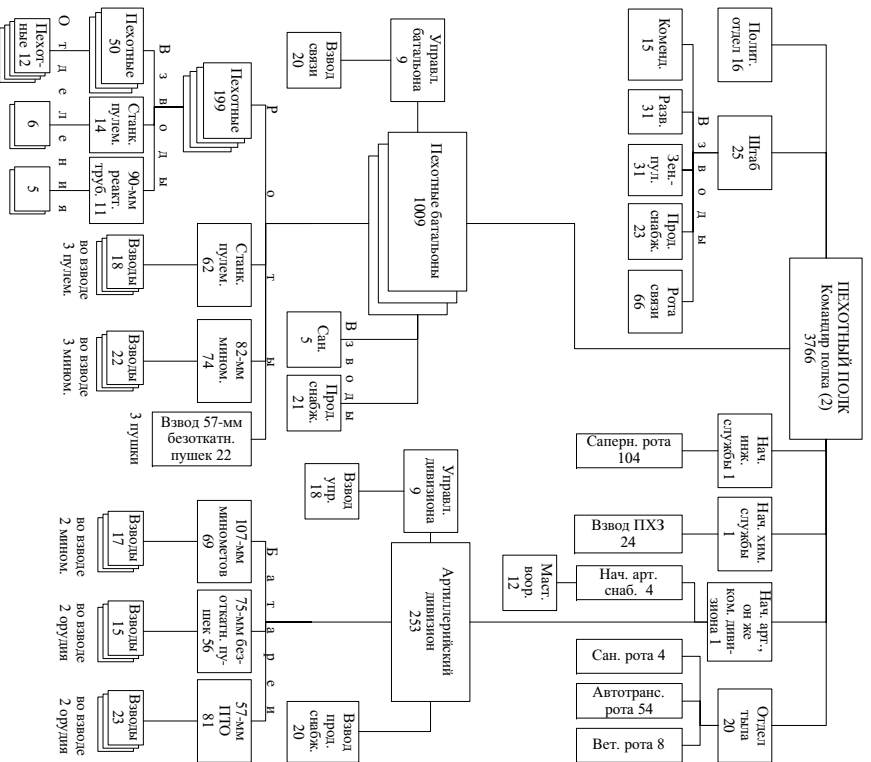 ПЕХОТНЫЙ ПОЛК
Командир полка (2)
3766
Полит.
отдел 16
Штаб
25
Взводы
Коменд.
15
Разв.
31
Зен.-
пул.
31
Прод.
снабж.
23
Рота
связи
66
Нач.
инж.
службы 1
Саперн. рота
104
Нач. хим.
службы
1
Взвод ПХЗ
24
Нач. арт.,
он же
ком. диви-
зиона 1
Нач. арт.
снаб. 4
Маст.
воор.
12
Отдел
тыла
20
Сан. рота 4
Автотранс.
рота 54
Вет. рота 8
Управл.
батальона
9
Взвод
связи
20
Пехотные батальоны
1009
Взводы
Сан.
5
Прод.
снабж.
21
Роты
Пехотные
199
Взводы
Пехотные
50
Станк.
пулем.
14
90-мм
реакт.
труб. 11
Отделения
Пехот-
ные 12
6
5
Станк.
пулем.
62
Взводы
18
во взводе
3 пулем.
82-мм
мином.
74
Взводы
22
во взводе
3 мином.
Взвод 57-мм
безоткатн.
пушек 22
3 пушки
Управл.
дивизиона
9
Взвод
упр.
18
Артиллерийский
дивизион
253
Взвод
прод.
снабж.
20
Батареи
107-мм
минометов
69
Взводы
17
во взводе
2 мином.
75-мм без-
откатн. пу-
шек 56
Взводы
15
во взводе
2 орудия
57-мм
ПТО
81
Взводы
23
во взводе
2 орудия